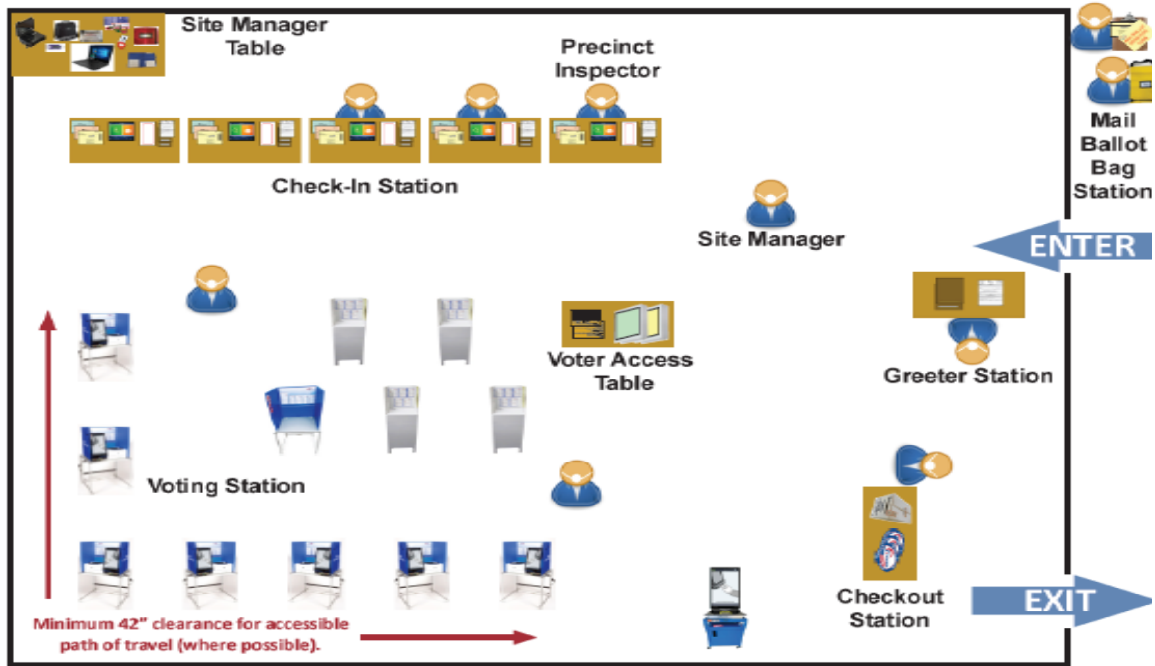 Site Manager
Table
Precinct
Inspector
Mail
Ballot
Bag
Station
Check-In Station
Site Manager
ENTER
Voter Access
Table
Greeter Station
Voting Station
Checkout
Station
EXIT
Minimum 42” clearance for accessible
path of travel (where possible).